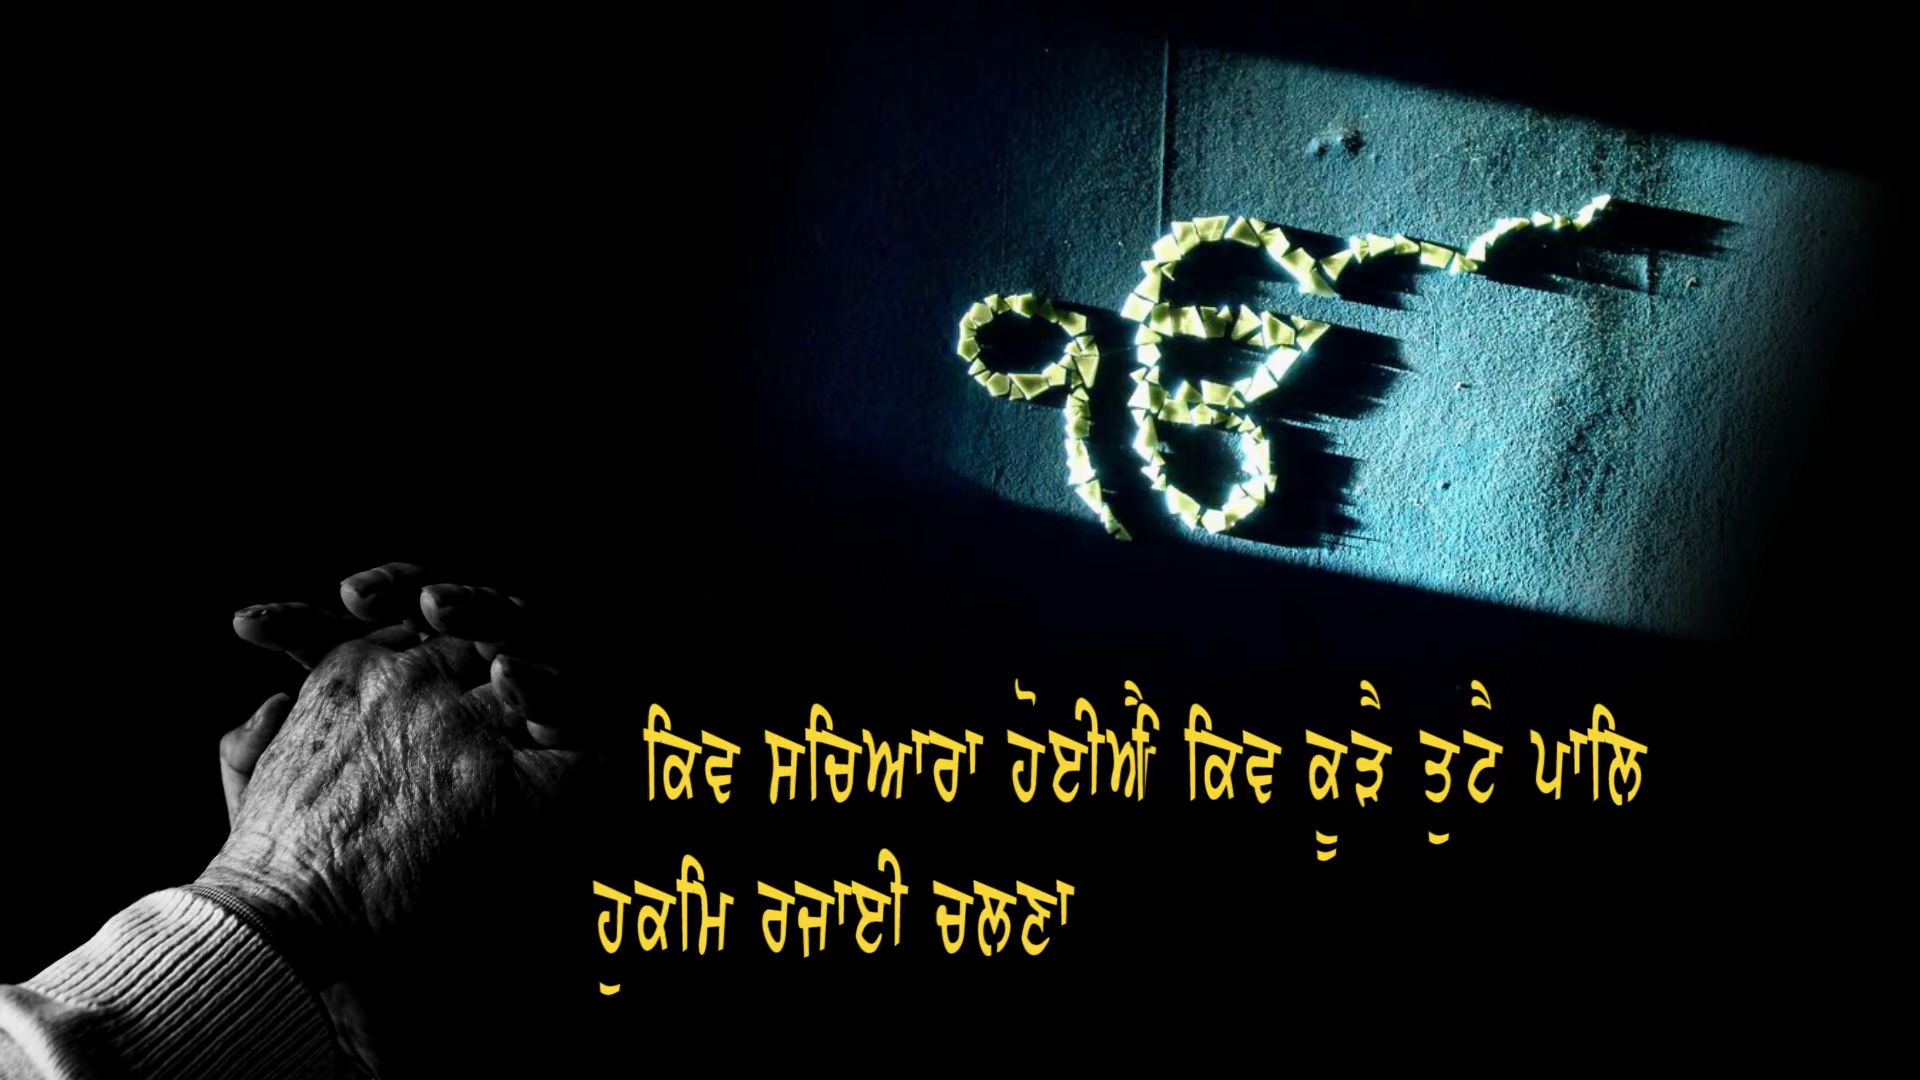 ੴ
ਕਿਵ ਸਚਿਆਰਾ ਹੋਈਐ ਕਿਵ ਕੂੜੈ ਤੁਟੈ ਪਾਲਿ
ਹੁਕਮਿ ਰਜਾਈ ਚਲਣਾ